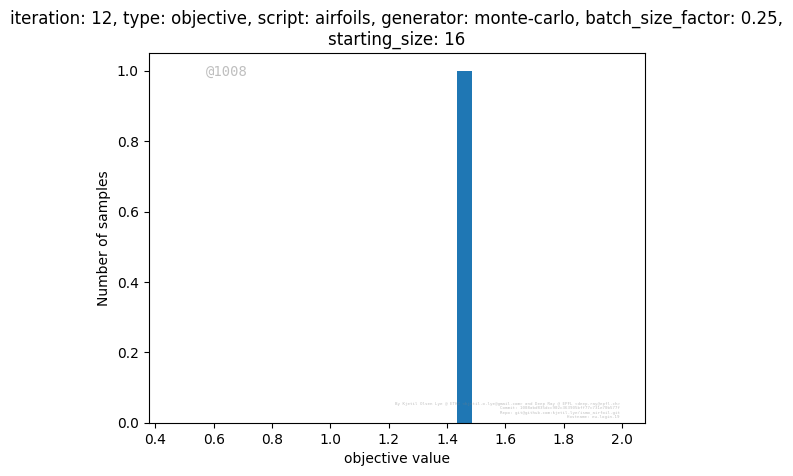 iteration: 12, type: objective, script: airfoils, generator: monte-carlo, batch_size_factor: 0.25,
starting_size: 16
@1008
1.0
0.8
0.6
0.4
0.2
0.0
Number of samples
0.4 0.6 0.8 1.0 1.2 1.4 1.6 1.8 2.0
objective value